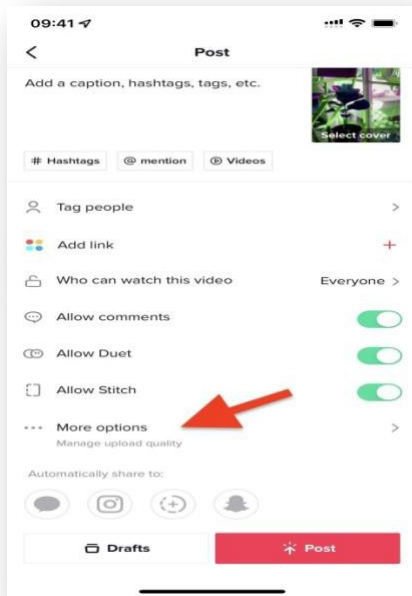 09:41
Post
Add a caption, hashtags, tags, etc.
Select cover
# Hashtags @ mention Videos
Tag people
Add link
Who can watch this video Everyone
Allow comments
Allow Duet
Allow Stitch
More options
Manage upload quality
Automatically share to:
Drafts Post